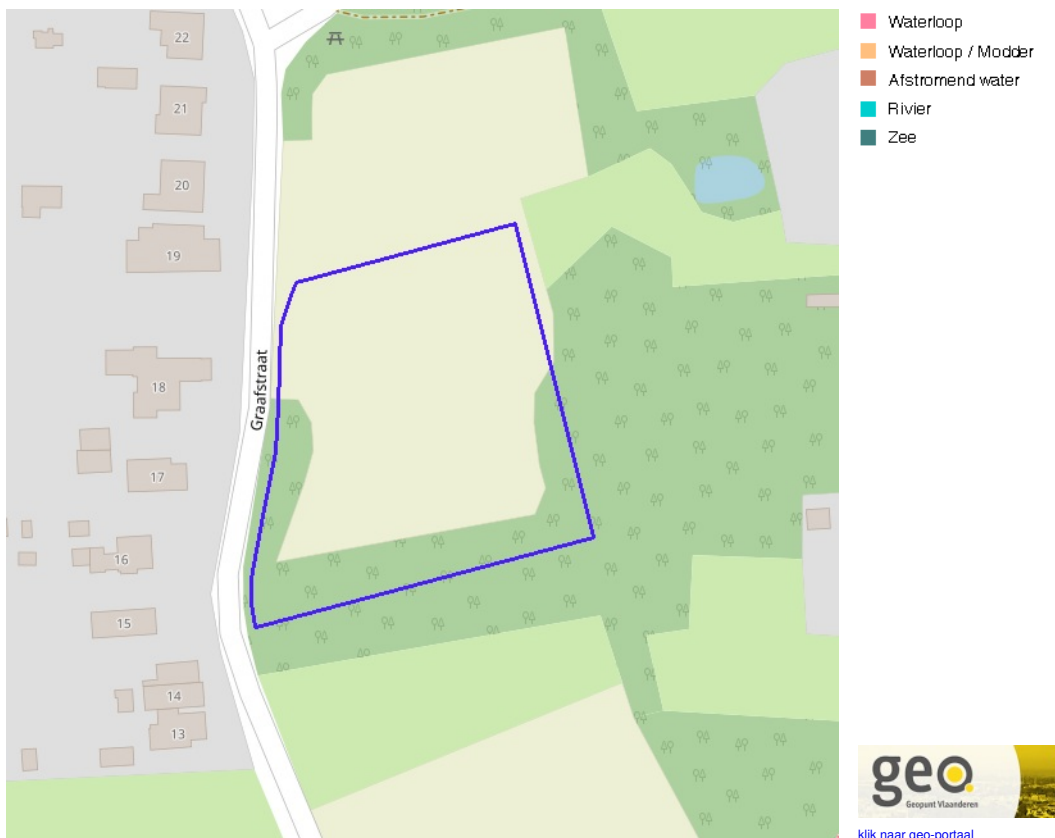 22
21
20
19
Graafstraat
18
17
16
15
14
13
Waterloop
Waterloop / Modder
Afstromend water
Rivier
Zee
geo.
Geopunt Vlaanderen
klik naar geo-portaal